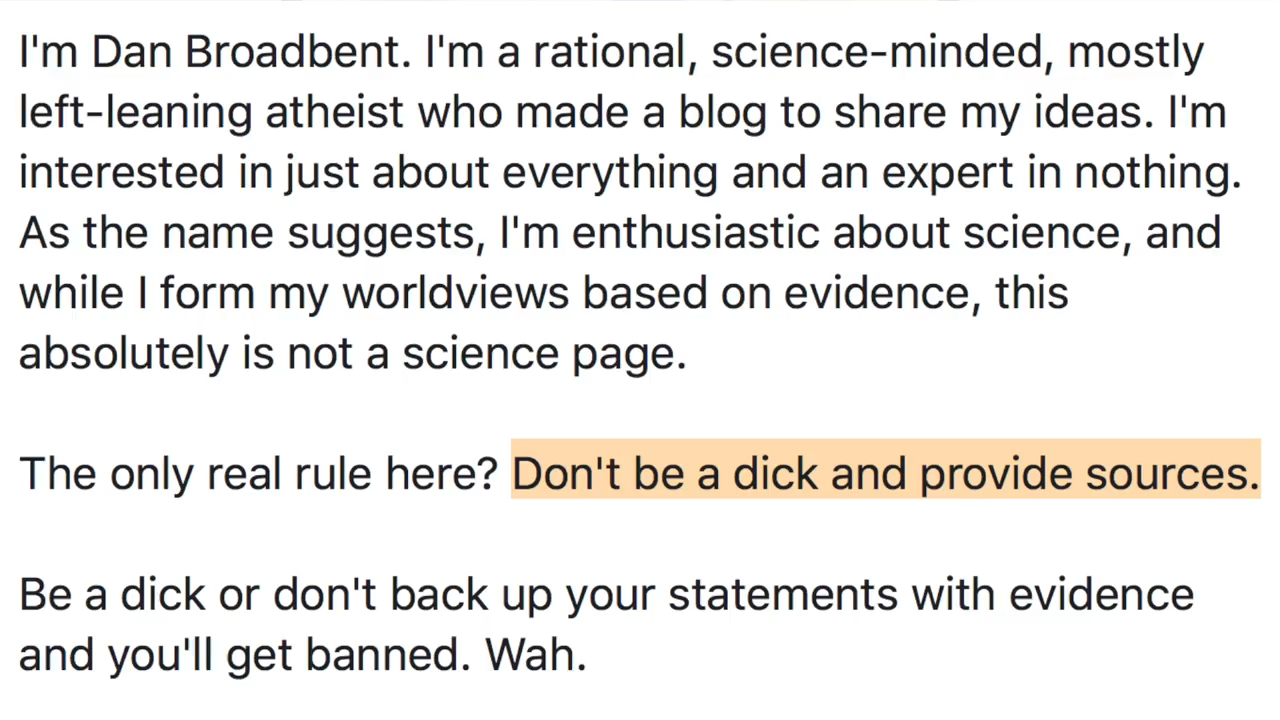 I'm Dan Broadbent. I'm a rational, science-minded, mostly
left-leaning atheist who made a blog to share my ideas. I'm
interested in just about everything and an expert in nothing.
As the name suggests, I'm enthusiastic about science, and
while I form my worldviews based on evidence, this
absolutely is not a science page.
The only real rule here? Don't be a dick and provide sources.
Be a dick or don't back up your statements with evidence
and you'll get banned. Wah.